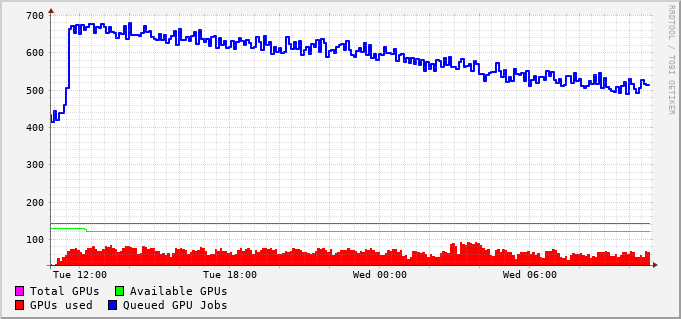 700
600
500
400
300
200
100
Tue 12:00 Tue 18:00 Wed 00:00 Wed 06:00
Total GPUs Available GPUs
GPUs used Queued GPU Jobs
RRDTOOL / TOBI OETIKER